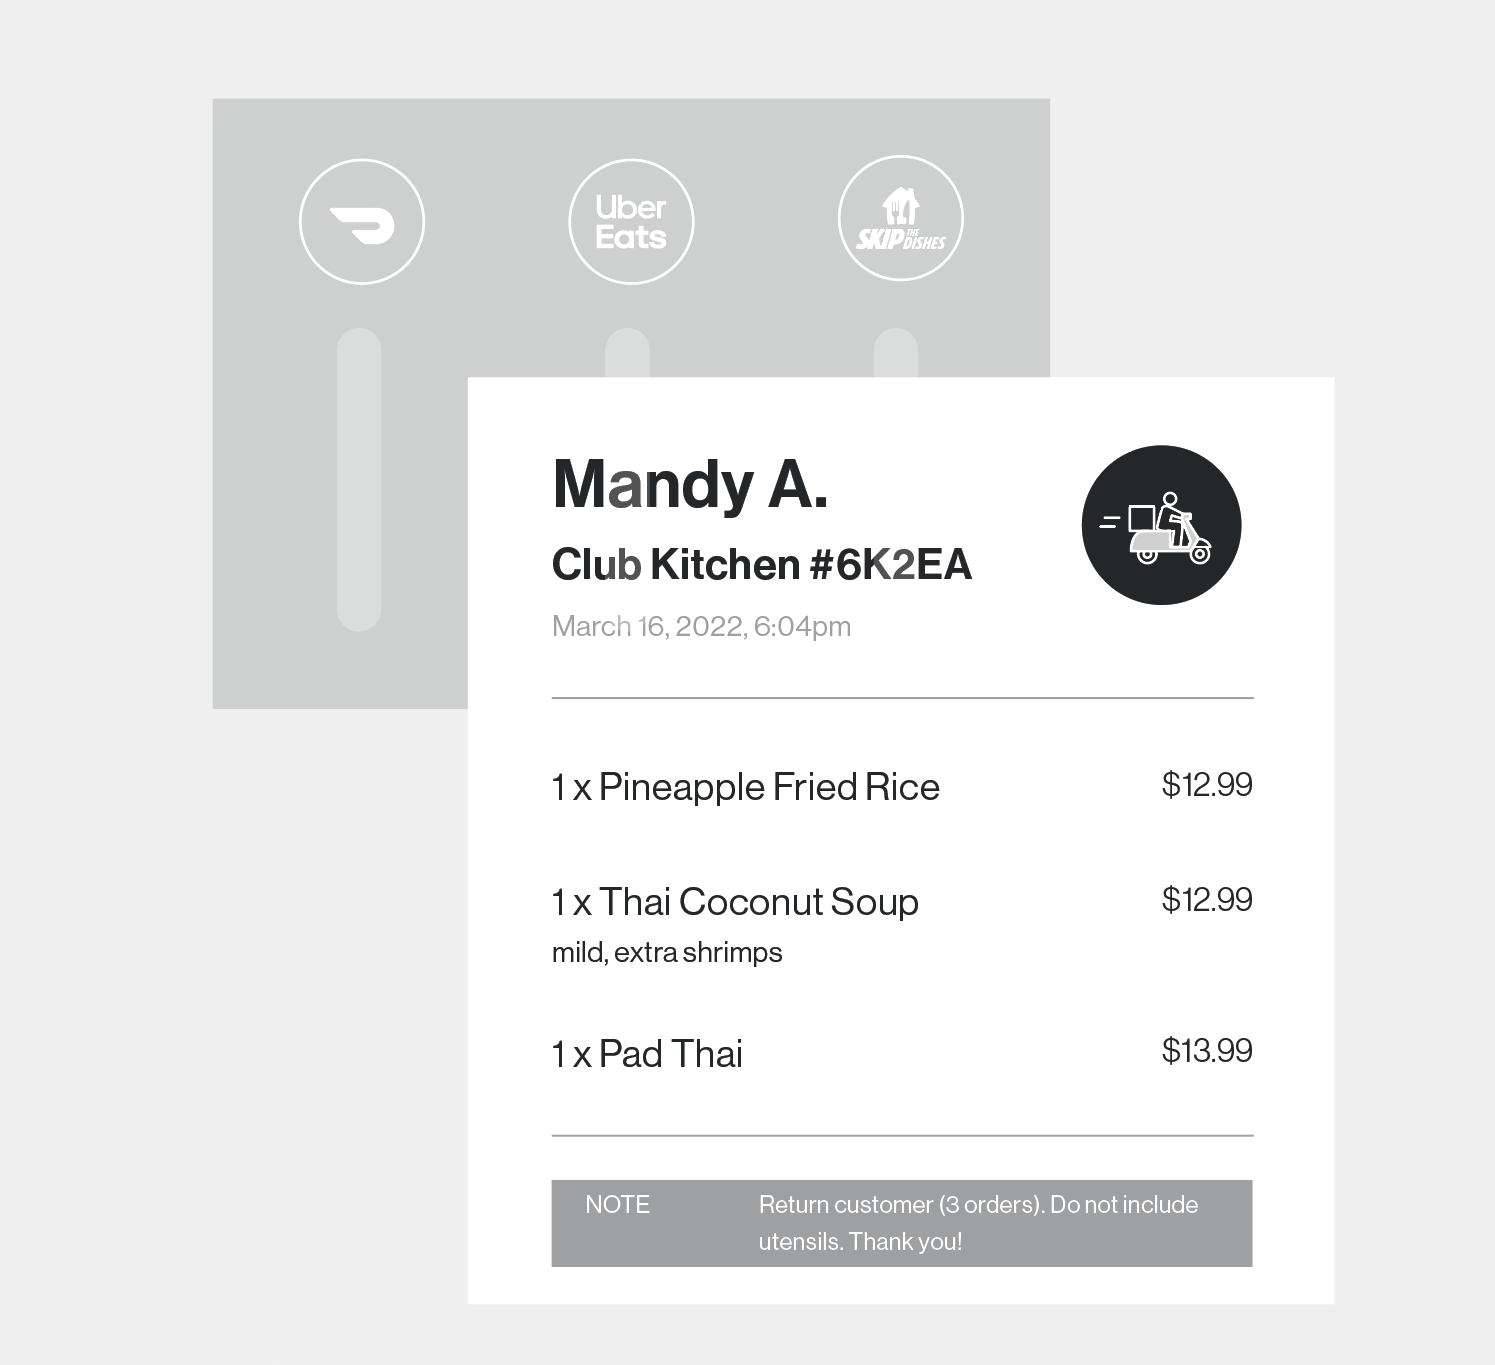 Uber
Eats
SKIP THE
DISHES
Mandy A.
Club Kitchen #6K2EA
March 16, 2022, 6:04pm
1 x Pineapple Fried Rice $12.99
1 x Thai Coconut Soup $12.99
mild, extra shrimps
1 x Pad Thai $13.99
NOTE Return customer (3 orders). Do not include
utensils. Thank you!